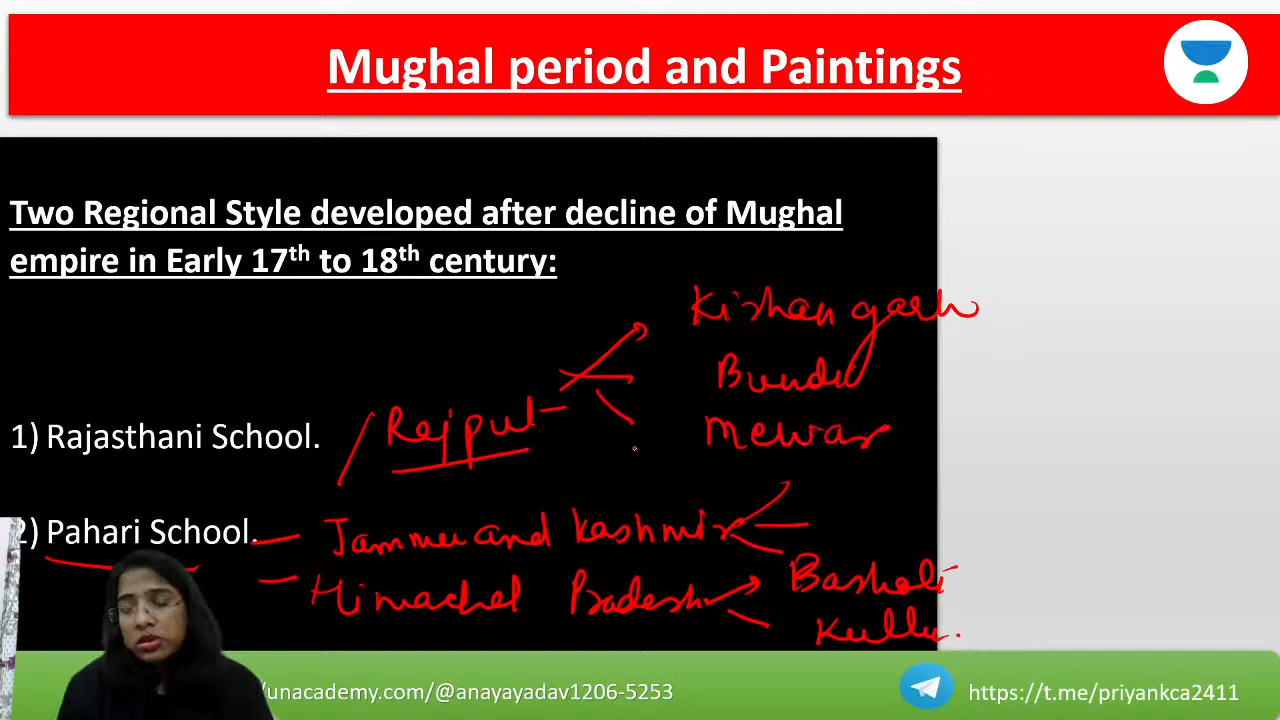 Mughal period and Paintings
Two Regional Style developed after decline of Mughal
empire in Early 17th to 18th century:
Kishan garh
Bundi
1) Rajasthani School. / Rajput
Mewar
2) Pahari School. Jammu and Kashmir
Himachal Pradesh Basholi
Kullu.
/unacademy.com/@anayayadav1206-5253
https://t.me/priyankca2411